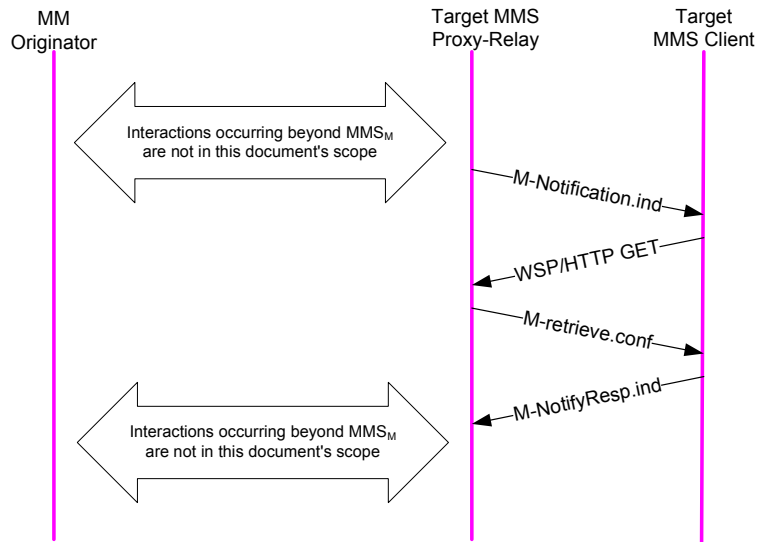 MM
Originator
Target MMS
Proxy-Relay
Target
MMS Client
Interactions occurring beyond MMSM
are not in this document's scope
M-Notification.ind
WSP/HTTP GET
M-retrieve.conf
M-NotifyResp.ind
Interactions occurring beyond MMSM
are not in this document's scope